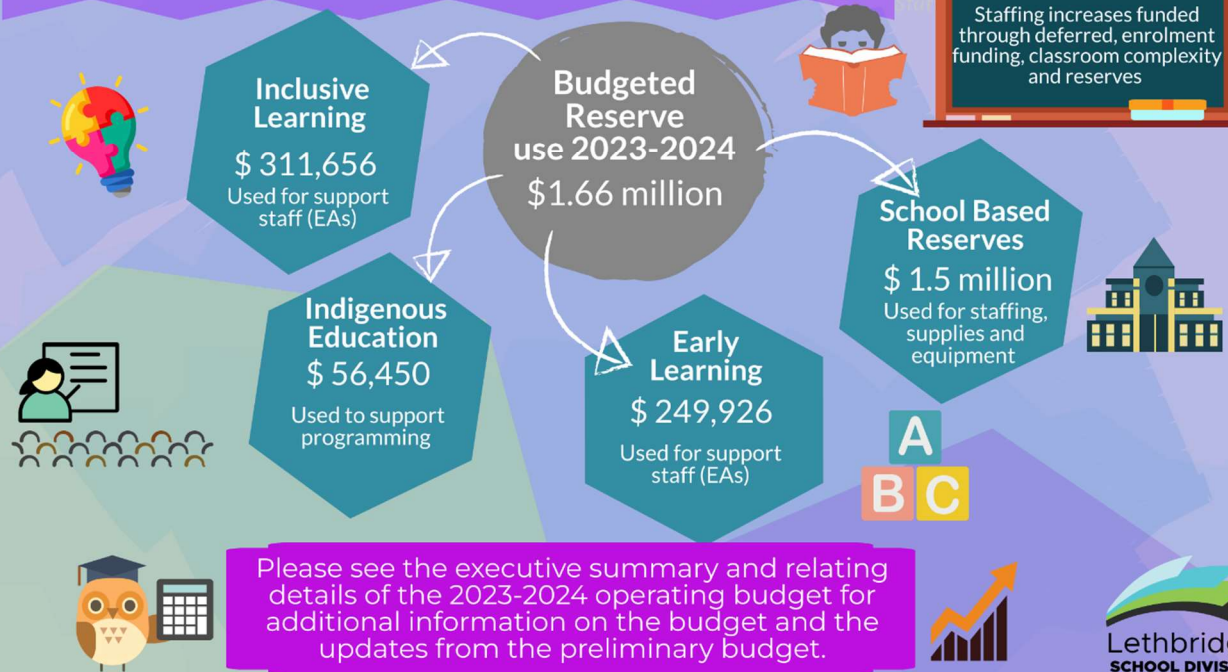 Staffing increases funded
through deferred, enrolment
funding, classroom complexity
and reserves
Budgeted
Reserve
use 2023-2024
$1.66 million
Inclusive
Learning
$ 311,656
Used for support
staff (EAs)
School Based
Reserves
$ 1.5 million
Used for staffing,
supplies and
equipment
Indigenous
Education
$ 56,450
Used to support
programming
Early
Learning
$ 249,926
Used for support
staff (EAs)
A
B C
Please see the executive summary and relating
details of the 2023-2024 operating budget for
additional information on the budget and the
updates from the preliminary budget.
Lethbrid
SCHOOL DIVIS